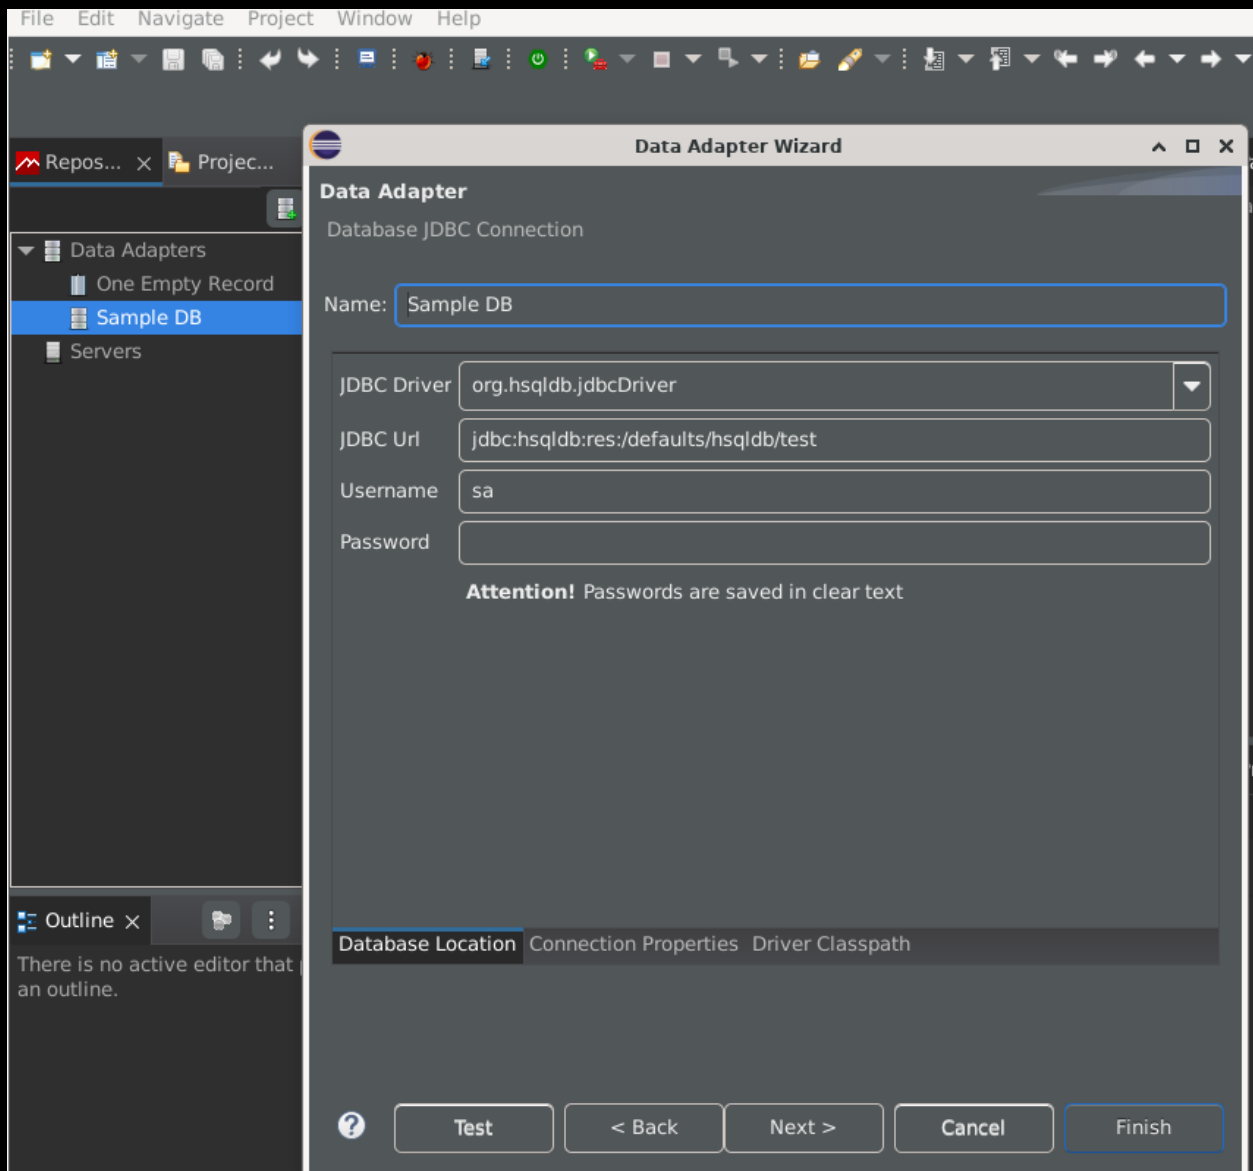 File Edit Navigate Project Window Help
Repos... Projec...
Data Adapters
One Empty Record
Sample DB
Servers
Outline
There is no active editor that
an outline.
Data Adapter Wizard
Data Adapter
Database JDBC Connection
Name: Sample DB
JDBC Driver org.hsqldb.jdbcDriver
JDBC Url jdbc:hsqldb:res:/defaults/hsqldb/test
Username sa
Password
Attention! Passwords are saved in clear text
Database Location Connection Properties Driver Classpath
Test < Back Next > Cancel Finish